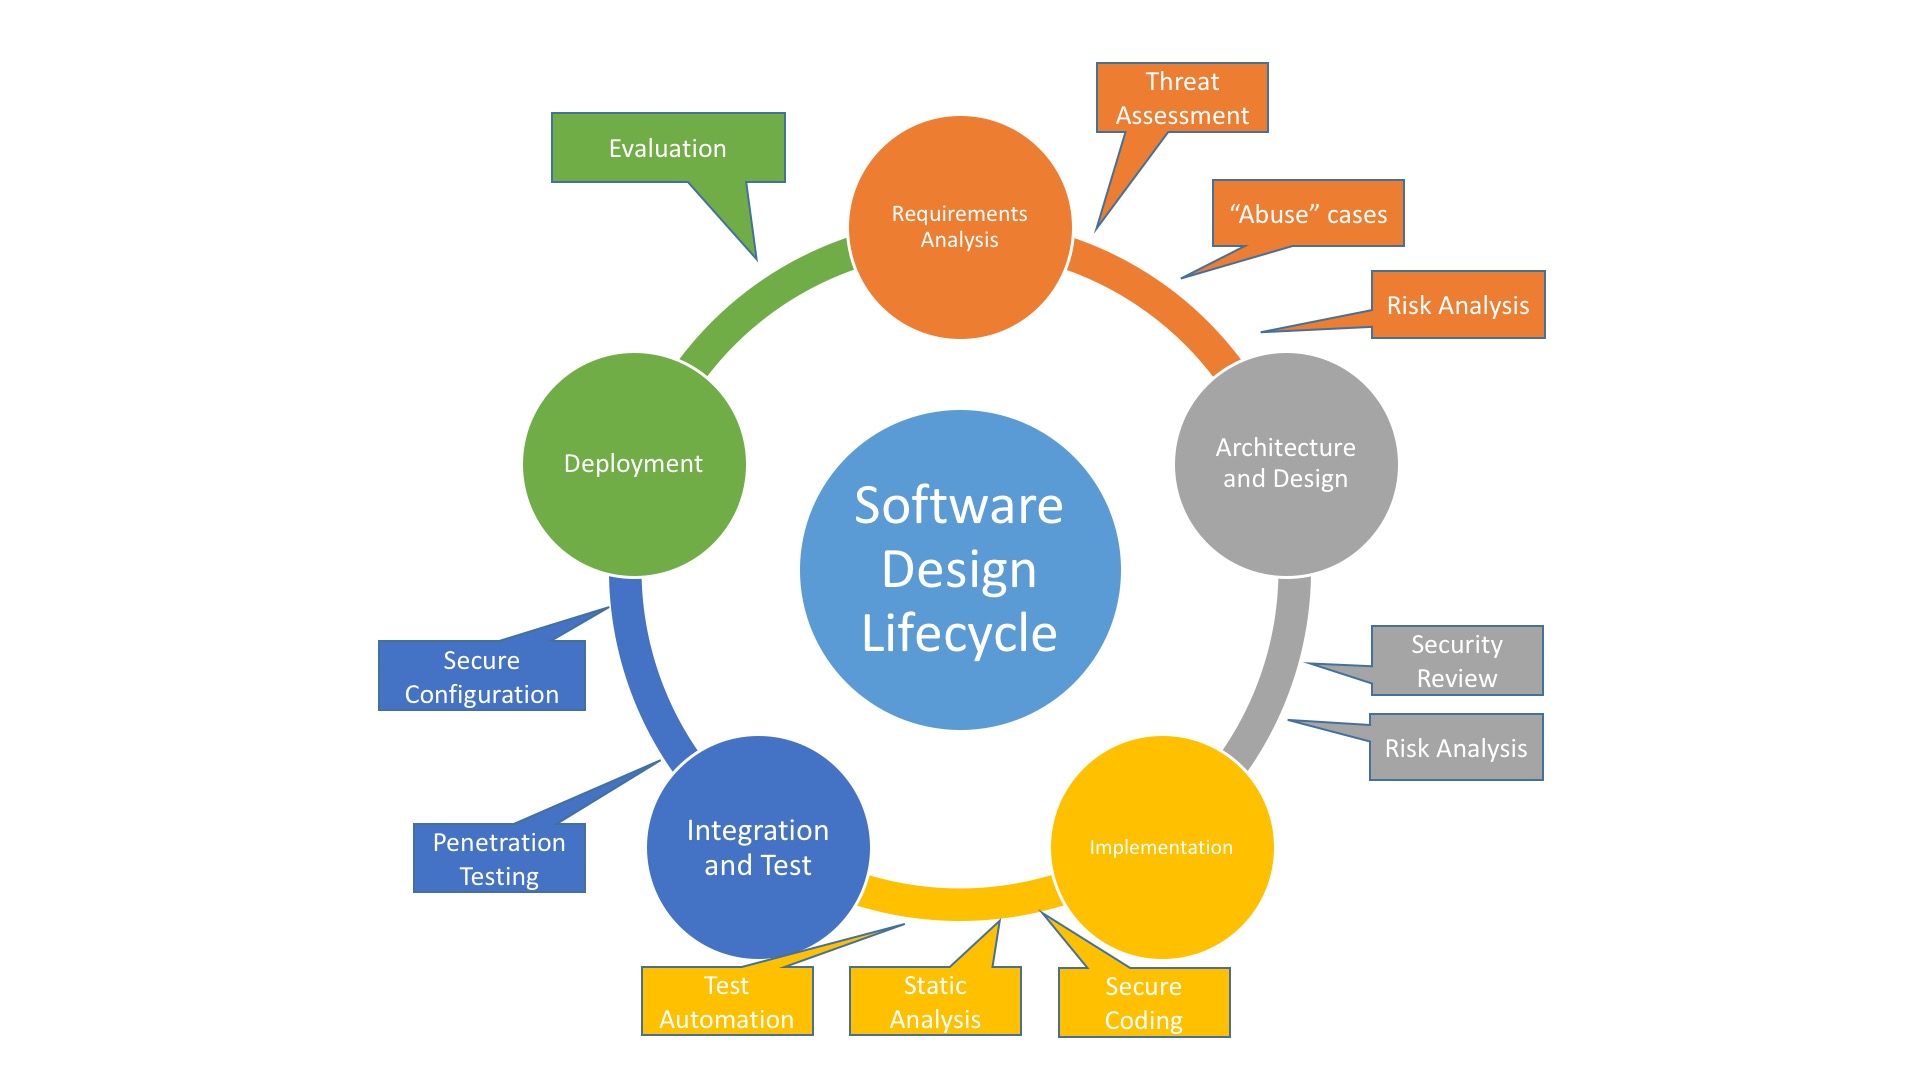 Threat
Assessment
Evaluation
“Abuse” cases
Requirements
Analysis
Risk Analysis
Architecture
and Design
Deployment
Software
Design
Lifecycle
Security
Review
Secure
Configuration
Risk Analysis
Penetration
Testing
Integration
and Test
Implementation
Test
Automation
Static
Analysis
Secure
Coding